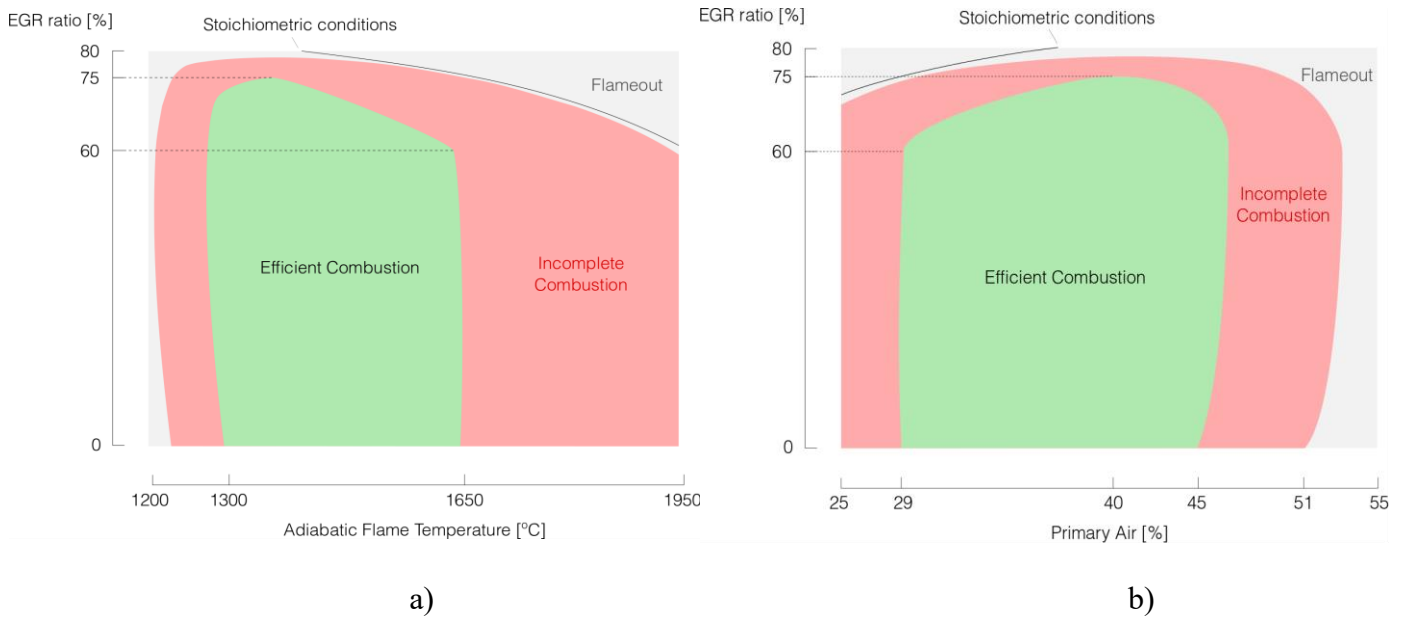 EGR ratio [%]
Stoichiometric conditions
80
75
60
0
Flameout
Efficient Combustion
Incomplete
Combustion
1200
1300
1650
1950
Adiabatic Flame Temperature [°C]
a)
EGR ratio [%]
Stoichiometric conditions
80
75
60
0
Flameout
Incomplete
Combustion
Efficient Combustion
25
29
40
45
51
55
Primary Air [%]
b)